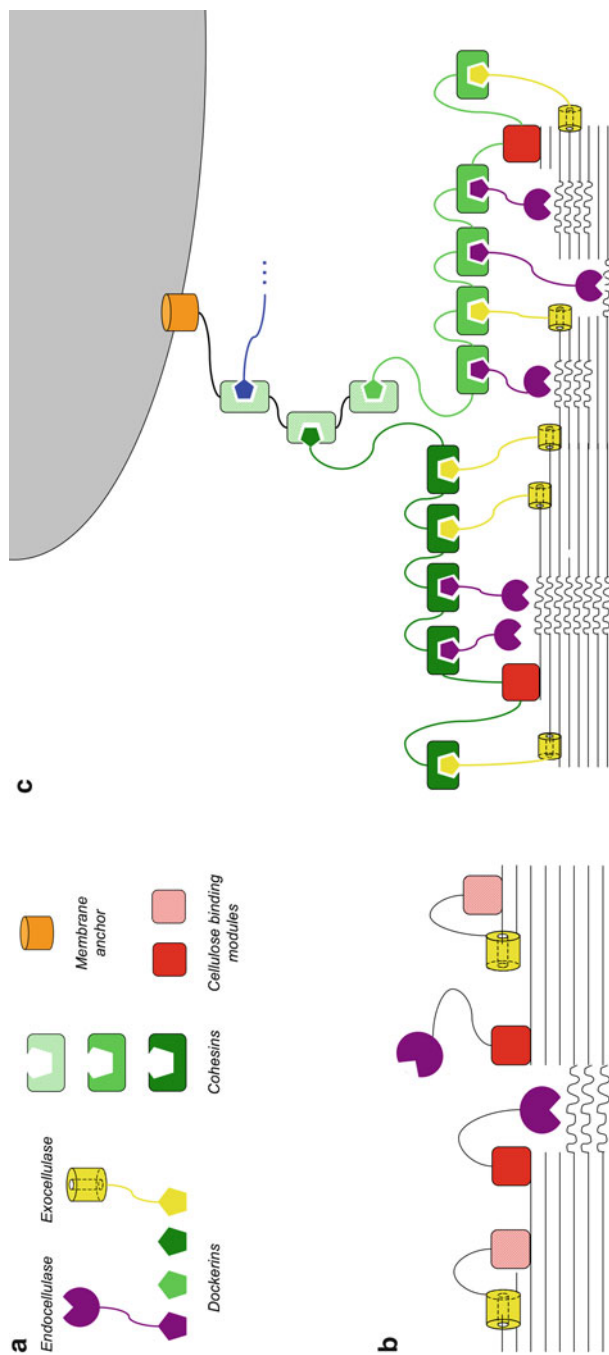 a
Endocellulase
Exocellulase
Dockerins
Cohesins
Membrane
anchor
Cellulose binding
modules
b
c